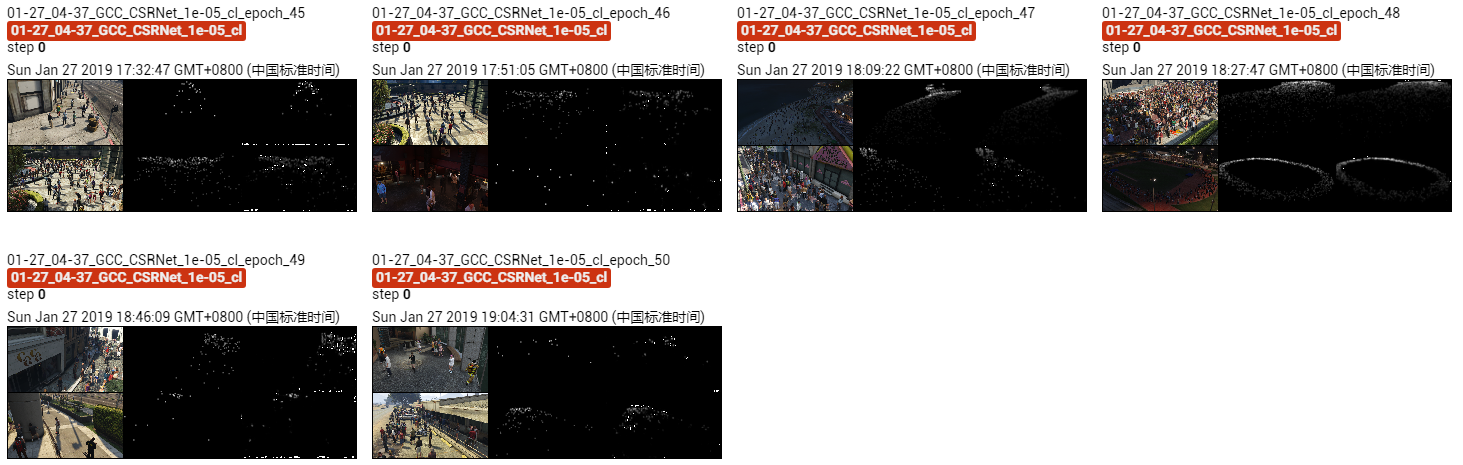 01-27_04-37_GCC_CSRNet_1e-05_cl_epoch_45
01-27_04-37_GCC_CSRNet_1e-05_cl
step 0
Sun Jan 27 2019 17:32:47 GMT+0800 (中国标准时间)
01-27_04-37_GCC_CSRNet_1e-05_cl_epoch_46
01-27_04-37_GCC_CSRNet_1e-05_cl
step 0
Sun Jan 27 2019 17:51:05 GMT+0800 (中国标准时间)
01-27_04-37_GCC_CSRNet_1e-05_cl_epoch_47
01-27_04-37_GCC_CSRNet_1e-05_cl
step 0
Sun Jan 27 2019 18:09:22 GMT+0800 (中国标准时间)
01-27_04-37_GCC_CSRNet_1e-05_cl_epoch_48
01-27_04-37_GCC_CSRNet_1e-05_cl
step 0
Sun Jan 27 2019 18:27:47 GMT+0800 (中国标准时间)
01-27_04-37_GCC_CSRNet_1e-05_cl_epoch_49
01-27_04-37_GCC_CSRNet_1e-05_cl
step 0
Sun Jan 27 2019 18:46:09 GMT+0800 (中国标准时间)
01-27_04-37_GCC_CSRNet_1e-05_cl_epoch_50
01-27_04-37_GCC_CSRNet_1e-05_cl
step 0
Sun Jan 27 2019 19:04:31 GMT+0800 (中国标准时间)